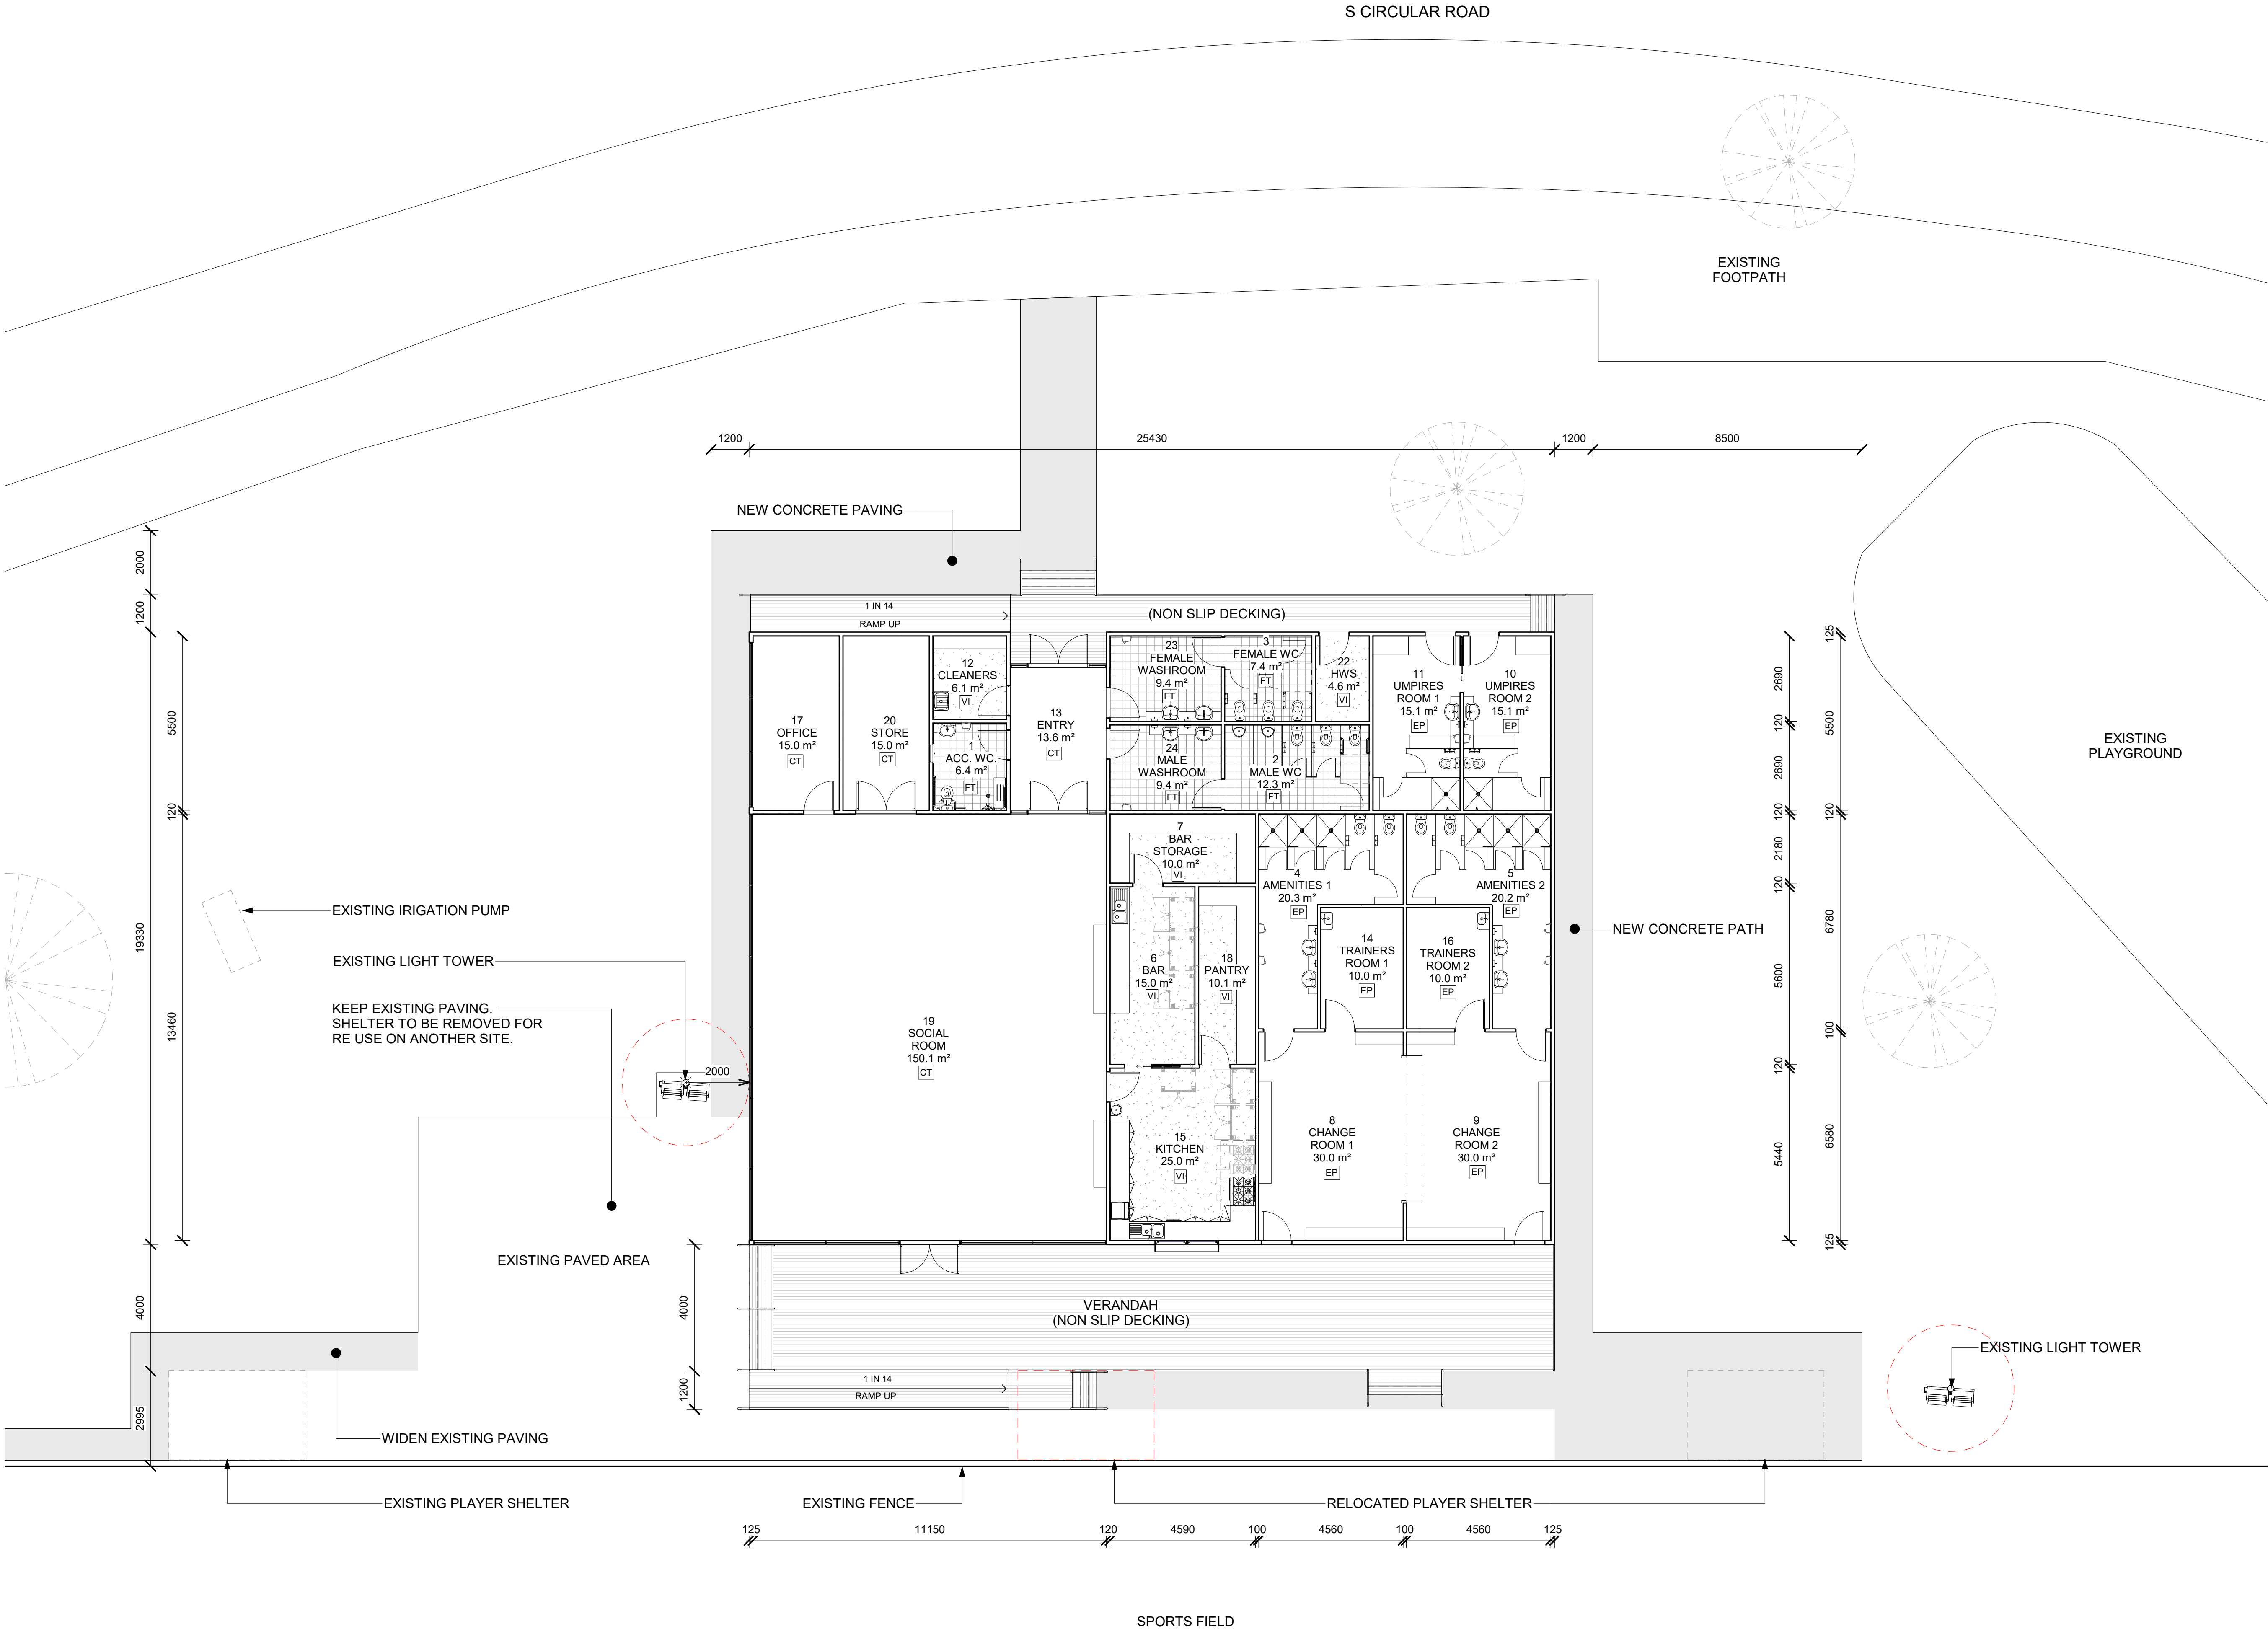 S CIRCULAR ROAD
EXISTING
FOOTPATH
1200
25430
1200
8500
NEW CONCRETE PAVING
2000
1200
19330
4000
2995
5500
120
13460
1 IN 14
RAMP UP
(NON SLIP DECKING)
17
OFFICE
15.0 m²
CT
20
STORE
15.0 m²
CT
12
CLEANERS
6.1 m²
VI
1
ACC. WC.
6.4 m²
FT
13
ENTRY
13.6 m²
CT
23
FEMALE
WASHROOM
9.4 m²
FT
3
FEMALE WC
7.4 m²
FT
22
HWS
4.6 m²
VI
11
UMPIRES
ROOM 1
15.1 m²
EP
10
UMPIRES
ROOM 2
15.1 m²
EP
24
MALE
WASHROOM
9.4 m²
FT
2
MALE WC
12.3 m²
FT
7
BAR
STORAGE
10.0 m²
VI
4
AMENITIES 1
20.3 m²
EP
5
AMENITIES 2
20.2 m²
EP
14
TRAINERS
ROOM 1
10.0 m²
EP
16
TRAINERS
ROOM 2
10.0 m²
EP
6
BAR
15.0 m²
VI
18
PANTRY
10.1 m²
VI
19
SOCIAL
ROOM
150.1 m²
CT
15
KITCHEN
25.0 m²
VI
8
CHANGE
ROOM 1
30.0 m²
EP
9
CHANGE
ROOM 2
30.0 m²
EP
2690
120
2690
120
2180
120
5600
120
5440
125
5500
120
6780
100
6580
125
EXISTING
PLAYGROUND
EXISTING IRIGATION PUMP
EXISTING LIGHT TOWER
KEEP EXISTING PAVING.
SHELTER TO BE REMOVED FOR
RE USE ON ANOTHER SITE.
2000
NEW CONCRETE PATH
EXISTING PAVED AREA
4000
1200
VERANDAH
(NON SLIP DECKING)
1 IN 14
RAMP UP
EXISTING LIGHT TOWER
WIDEN EXISTING PAVING
EXISTING PLAYER SHELTER
EXISTING FENCE
RELOCATED PLAYER SHELTER
125
11150
120
4590
100
4560
100
4560
125
SPORTS FIELD